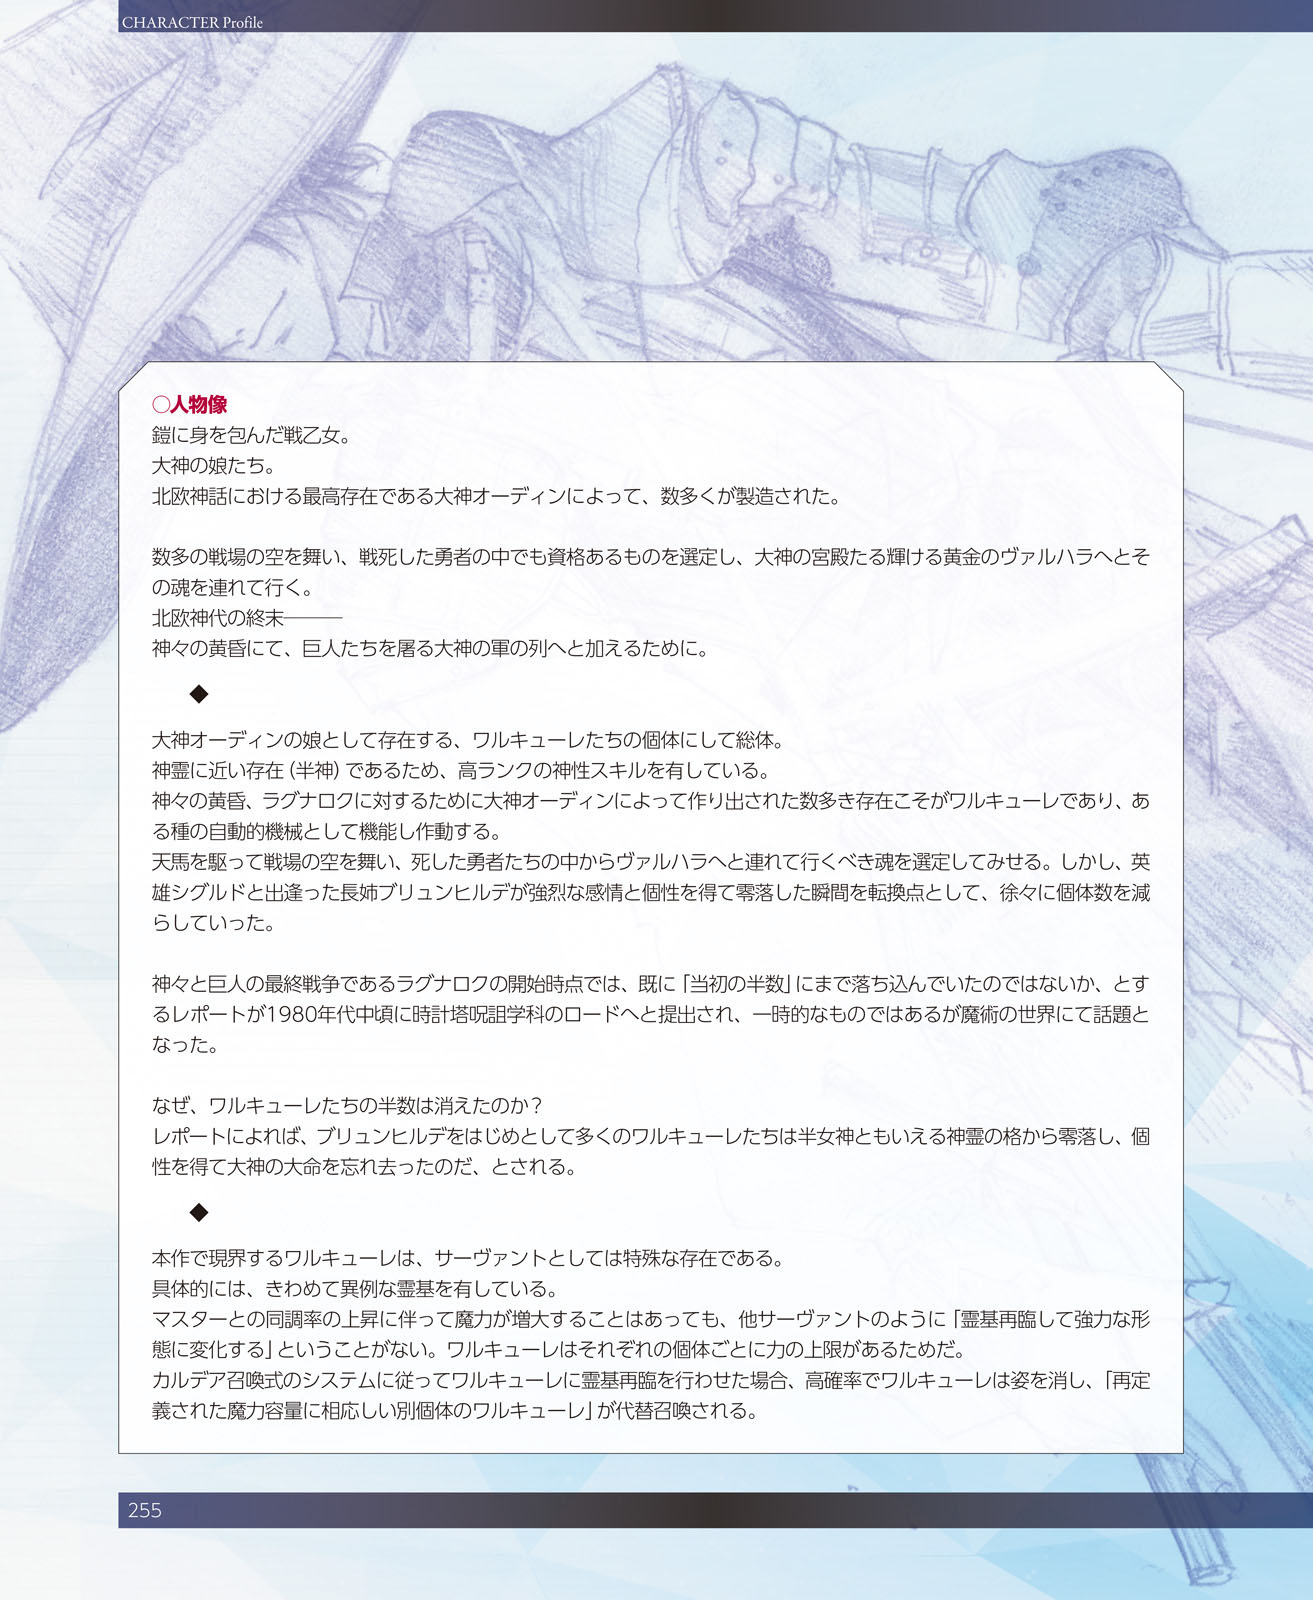 CHARACTER Profile
○人物像
鎧に身を包んだ戦乙女。
大神の娘たち。
北欧神話における最高存在である大神オーディンによって、数多くが製造された。
数多の戦場の空を舞い、戦死した勇者の中でも資格あるものを選定し、大神の宮殿たる輝ける黄金のヴァルハラへとそ
の魂を連れて行く。
北欧神代の終末―――
神々の黄昏にて、巨人たちを屠る大神の軍の列へと加えるために。
◆
大神オーディンの娘として存在する、ワルキューレたちの個体にして総体。
神霊に近い存在（半神）であるため、高ランクの神性スキルを有している。
神々の黄昏、ラグナロクに対するために大神オーディンによって作り出された数多き存在こそがワルキューレであり、あ
る種の自動的機械として機能し作動する。
天馬を駆って戦場の空を舞い、死した勇者たちの中からヴァルハラへと連れて行くべき魂を選定してみせる。しかし、英
雄シグルドと出逢った長姉ブリュンヒルデが強烈な感情と個性を得て零落した瞬間を転換点として、徐々に個体数を減
らしていった。
神々と巨人の最終戦争であるラグナロクの開始時点では、既に「当初の半数」にまで落ち込んでいたのではないか、とす
るレポートが1980年代中頃に時計塔呪詛学科のロードへと提出され、一時的なものではあるが魔術の世界にて話題と
なった。
なぜ、ワルキューレたちの半数は消えたのか？
レポートによれば、ブリュンヒルデをはじめとして多くのワルキューレたちは半女神ともいえる神霊の格から零落し、個
性を得て大神の大命を忘れ去ったのだ、とされる。
◆
本作で現界するワルキューレは、サーヴァントとしては特殊な存在である。
具体的には、きわめて異例な霊基を有している。
マスターとの同調率の上昇に伴って魔力が増大することはあっても、他サーヴァントのように「霊基再臨して強力な形
態に変化する」ということがない。ワルキューレはそれぞれの個体ごとに力の上限があるためだ。
カルデア召喚式のシステムに従ってワルキューレに霊基再臨を行わせた場合、高確率でワルキューレは姿を消し、「再定
義された魔力容量に相応しい別個体のワルキューレ」が代替召喚される。
255